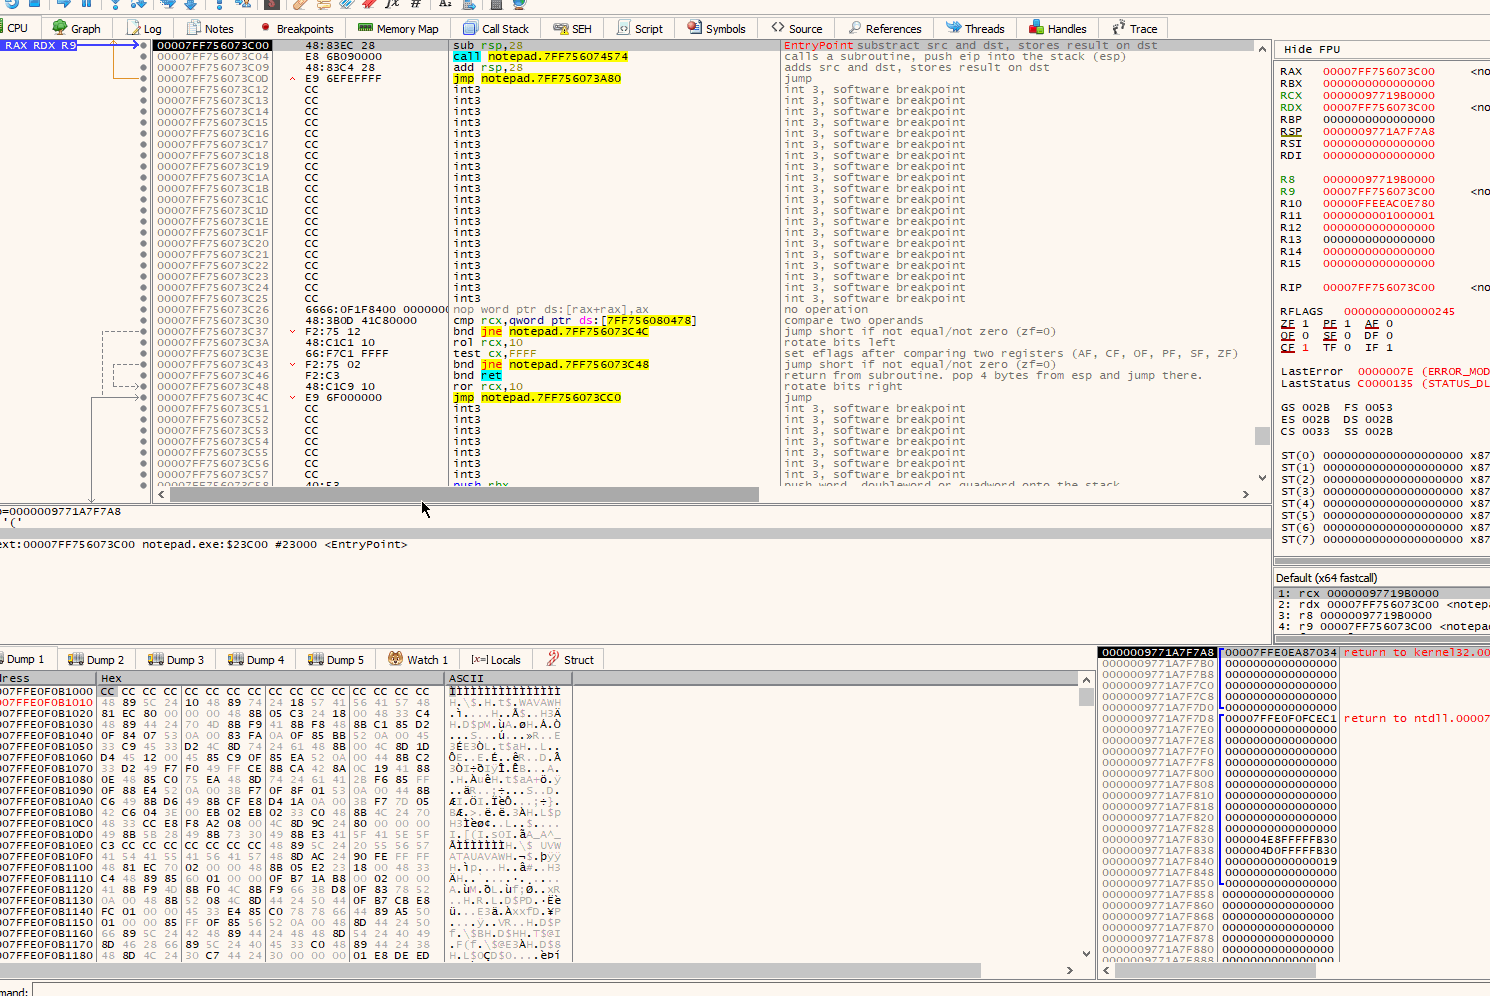 CPU Graph Log Notes Breakpoints Memory Map Call Stack SEH Script Symbols Source References Threads Handles Trace
RAX RDX R9
00007FF756073C00 48:83EC 28 sub rsp,28 EntryPoint substract src and dst, stores result on dst
00007FF756073C04 E8 6B090000 call notepad.7FF756074574 calls a subroutine, push eip into the stack (esp)
00007FF756073C09 48:83C4 28 add rsp,28 adds src and dst, stores result on dst
00007FF756073C0D E9 6EFEFFFF jmp notepad.7FF756073A80 jump
00007FF756073C12 CC int3 int 3, software breakpoint
00007FF756073C13 CC int3 int 3, software breakpoint
00007FF756073C14 CC int3 int 3, software breakpoint
00007FF756073C15 CC int3 int 3, software breakpoint
00007FF756073C16 CC int3 int 3, software breakpoint
00007FF756073C17 CC int3 int 3, software breakpoint
00007FF756073C18 CC int3 int 3, software breakpoint
00007FF756073C19 CC int3 int 3, software breakpoint
00007FF756073C1A CC int3 int 3, software breakpoint
00007FF756073C1B CC int3 int 3, software breakpoint
00007FF756073C1C CC int3 int 3, software breakpoint
00007FF756073C1D CC int3 int 3, software breakpoint
00007FF756073C1E CC int3 int 3, software breakpoint
00007FF756073C1F CC int3 int 3, software breakpoint
00007FF756073C20 CC int3 int 3, software breakpoint
00007FF756073C21 CC int3 int 3, software breakpoint
00007FF756073C22 CC int3 int 3, software breakpoint
00007FF756073C23 CC int3 int 3, software breakpoint
00007FF756073C24 CC int3 int 3, software breakpoint
00007FF756073C25 CC int3 int 3, software breakpoint
00007FF756073C26 6666:0F1F8400 0000000 nop word ptr ds:[rax+rax],ax no operation
00007FF756073C30 48:3B0D 41C80000 cmp rcx,qword ptr ds:[7FF756080478] compare two operands
00007FF756073C37 F2:75 12 bnd jne notepad.7FF756073C4C jump short if not equal/not zero (zf=0)
00007FF756073C3A 48:C1C1 10 rol rcx,10 rotate bits left
00007FF756073C3E 66:F7C1 FFFF test cx,FFFF set eflags after comparing two registers (AF, CF, OF, PF, SF, ZF)
00007FF756073C43 F2:75 02 bnd jne notepad.7FF756073C48 jump short if not equal/not zero (zf=0)
00007FF756073C46 F2:C3 bnd ret return from subroutine. pop 4 bytes from esp and jump there.
00007FF756073C48 48:C1C9 10 ror rcx,10 rotate bits right
00007FF756073C4C E9 6F000000 jmp notepad.7FF756073CC0 jump
00007FF756073C51 CC int3 int 3, software breakpoint
00007FF756073C52 CC int3 int 3, software breakpoint
00007FF756073C53 CC int3 int 3, software breakpoint
00007FF756073C54 CC int3 int 3, software breakpoint
00007FF756073C55 CC int3 int 3, software breakpoint
00007FF756073C56 CC int3 int 3, software breakpoint
00007FF756073C57 CC int3 int 3, software breakpoint
Hide FPU
RAX 00007FF756073C00 <no
RBX 0000000000000000
RCX 00000097719B0000
RDX 00007FF756073C00 <no
RBP 0000000000000000
RSP 0000009771A7F7A8
RSI 0000000000000000
RDI 0000000000000000
R8 00000097719B0000
R9 00007FF756073C00 <no
R10 00000FFEEAC0E780
R11 0000000001000001
R12 0000000000000000
R13 0000000000000000
R14 0000000000000000
R15 0000000000000000
RIP 00007FF756073C00 <no
RFLAGS 0000000000000245
ZF 1 PF 1 AF 0
OF 0 SF 0 DF 0
CF 1 TF 0 IF 1
LastError 0000007E (ERROR_MOD
LastStatus C0000135 (STATUS_DL
GS 002B FS 0053
ES 002B DS 002B
CS 0033 SS 002B
ST(0) 00000000000000000000 x87
ST(1) 00000000000000000000 x87
ST(2) 00000000000000000000 x87
ST(3) 00000000000000000000 x87
ST(4) 00000000000000000000 x87
ST(5) 00000000000000000000 x87
ST(6) 00000000000000000000 x87
ST(7) 00000000000000000000 x87
=0000009771A7F7A8
'('
ext:00007FF756073C00 notepad.exe:$23C00 #23000 <EntryPoint>
Default (x64 fastcall)
1: rcx 00000097719B0000
2: rdx 00007FF756073C00 <notep
3: r8 00000097719B0000
4: r9 00007FF756073C00 <notepa
Dump 1 Dump 2 Dump 3 Dump 4 Dump 5 Watch 1 [x=] Locals Struct
ress Hex ASCII
07FFE0F0B1000 CC CC CC CC CC CC CC CC CC CC CC CC CC CC CC CC
07FFE0F0B1010 48 89 5C 24 10 48 89 74 24 18 57 41 56 41 57 48
07FFE0F0B1020 81 EC 80 00 00 00 48 8B 05 C3 24 18 00 48 33 C4
07FFE0F0B1030 48 89 44 24 70 4D 8B F9 41 8B F8 48 8B C1 85 D2
07FFE0F0B1040 0F 84 07 53 0A 00 83 FA 0A 0F 85 BB 52 0A 00 45
07FFE0F0B1050 33 C9 45 33 D2 4C 8D 74 24 61 48 8B 00 4C 8D 1D
07FFE0F0B1060 D4 45 12 00 45 85 C9 0F 85 EA 52 0A 00 44 8B C2
07FFE0F0B1070 33 D2 49 F7 F0 49 FF CE 8B CA 42 8A 0C 19 41 88
07FFE0F0B1080 0E 48 85 C0 75 EA 48 8D 74 24 61 41 2B F6 85 FF
07FFE0F0B1090 0F 88 E4 52 0A 00 3B F7 0F 8F 01 53 0A 00 44 8B
07FFE0F0B10A0 C6 49 8B D6 49 8B CF E8 D4 1A 0A 00 3B F7 7D 05
07FFE0F0B10B0 42 C6 04 3E 00 EB 02 EB 02 33 C0 48 8B 4C 24 70
07FFE0F0B10C0 48 33 CC E8 F8 A2 08 00 4C 8D 9C 24 80 00 00 00
07FFE0F0B10D0 49 8B 5B 28 49 8B 73 30 49 8B E3 41 5F 41 5E 5F
07FFE0F0B10E0 C3 CC CC CC CC CC CC CC 48 89 5C 24 20 55 56 57
07FFE0F0B10F0 41 54 41 55 41 56 41 57 48 8D AC 24 90 FE FF FF
07FFE0F0B1100 48 81 EC 70 02 00 00 48 8B 05 E2 23 18 00 48 33
07FFE0F0B1110 C4 48 89 85 60 01 00 00 0F B7 1A B8 00 02 00 00
07FFE0F0B1120 41 8B F9 4D 8B F0 4C 8B F9 66 3B D8 0F 83 78 52
07FFE0F0B1130 0A 00 48 8B 52 08 4C 8D 44 24 50 44 0F B7 CB E8
07FFE0F0B1140 FC 01 00 00 45 33 E4 85 C0 78 78 66 44 89 A5 50
07FFE0F0B1150 01 00 00 85 FF 0F 85 56 52 0A 00 48 8D 44 24 50
07FFE0F0B1160 66 89 5C 24 42 48 89 44 24 48 48 8D 54 24 40 49
07FFE0F0B1170 8D 46 28 66 89 5C 24 40 45 33 C0 48 89 44 24 38
07FFE0F0B1180 48 8D 4C 24 30 C7 44 24 30 00 00 00 01 E8 DE ED
0000009771A7F7A8 00007FFE0EA87034 return to kernel32.00
0000009771A7F7B0 0000000000000000
0000009771A7F7B8 0000000000000000
0000009771A7F7C0 0000000000000000
0000009771A7F7C8 0000000000000000
0000009771A7F7D0 0000000000000000
0000009771A7F7D8 00007FFE0F0FCEC1 return to ntdll.00007
0000009771A7F7E0 0000000000000000
0000009771A7F7E8 0000000000000000
0000009771A7F7F0 0000000000000000
0000009771A7F7F8 0000000000000000
0000009771A7F800 0000000000000000
0000009771A7F808 0000000000000000
0000009771A7F810 0000000000000000
0000009771A7F818 0000000000000000
0000009771A7F820 0000000000000000
0000009771A7F828 0000000000000000
0000009771A7F830 000004E8FFFFFB30
0000009771A7F838 000004D0FFFFFB30
0000009771A7F840 0000000000000019
0000009771A7F848 0000000000000000
0000009771A7F850 0000000000000000
0000009771A7F858 0000000000000000
0000009771A7F860 0000000000000000
0000009771A7F868 0000000000000000
0000009771A7F870 0000000000000000
0000009771A7F878 0000000000000000
0000009771A7F880 0000000000000000
0000009771A7F888 0000000000000000
mand: